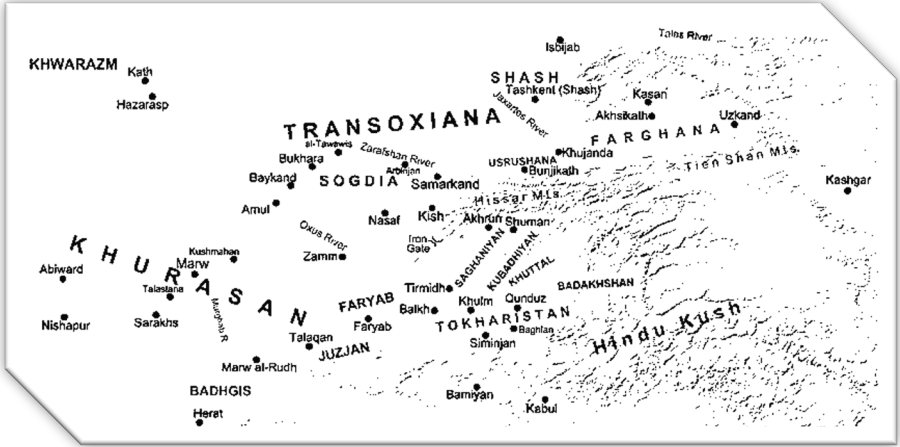 Talas River
Isbijab
KHWARAZM
Kath
Hazarasp
SHASH
Tashkent (Shash)
Jaxartes River
Kasan
Akhsikath
Uzkand
TRANSOXIANA
FARGHANA
al-Tawawis
Zarafshan River
Khujanda
Tien Shan Mts.
Bukhara
Arbinjan
USRUSHANA
Bunjikath
Baykand
SOGDIA
Samarkand
Kashgar
Hissar Mts.
Amul
Nasaf
Kish
Akhrun
Shuman
Oxus River
Iron
Gate
KHURASAN
Kushmahan
Zamm
SAGHANIYAN
KUBADHIYAN
KHUTTAL
Abiward
Marw
Talastana
Tirmidh
BADAKHSHAN
Murghab R
FARYAB
Balkh
Khulm
Qunduz
Nishapur
Sarakhs
Faryab
TOKHARISTAN
Baghlan
Hindu Kush
Talaqan
JUZJAN
Siminjan
Marw al-Rudh
BADHGIS
Bamiyan
Kabul
Herat